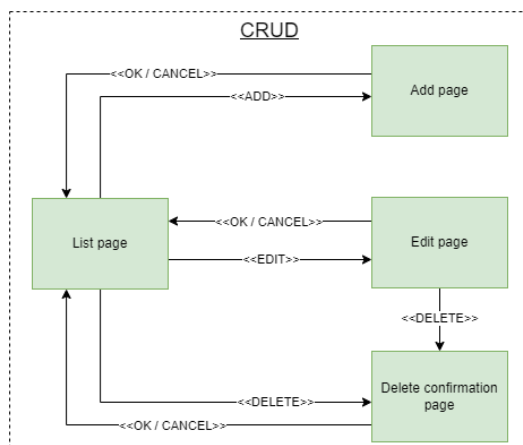 CRUD
<<OK / CANCEL>>
Add page
<<ADD>>
<<OK / CANCEL>>
List page
Edit page
<<EDIT>>
<<DELETE>>
Delete confirmation
page
<<DELETE>>
<<OK / CANCEL>>